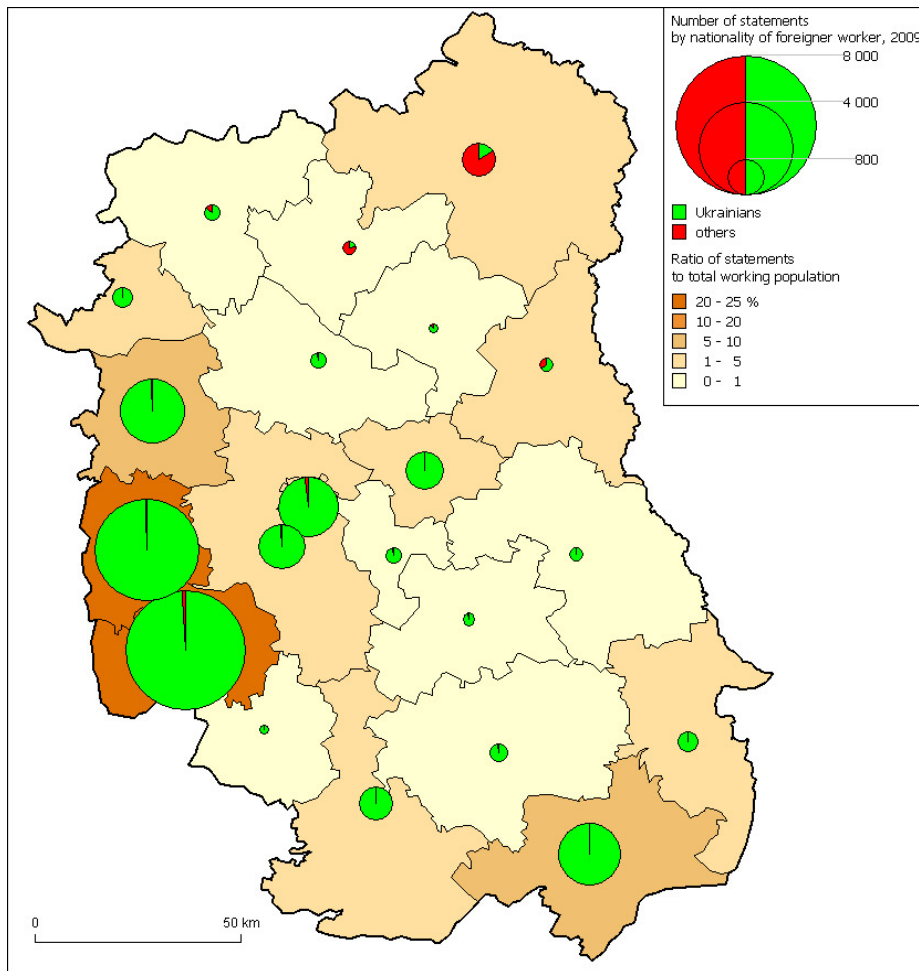 Number of statements
by nationality of foreigner worker, 2009
8 000
4 000
800
Ukrainians
others
Ratio of statements
to total working population
20 - 25 %
10 - 20
5 - 10
1 - 5
0 - 1
0 50 km